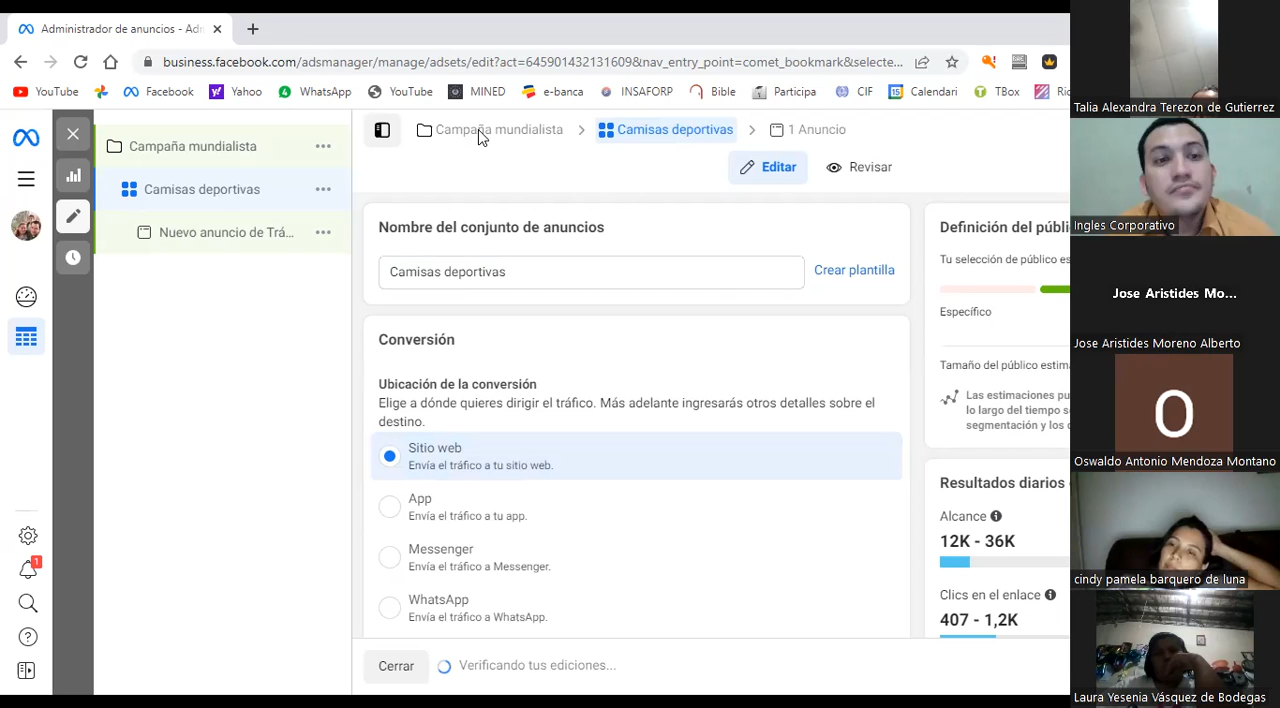 Administrador de anuncios - Adm
business.facebook.com/adsmanager/manage/adsets/edit?act=645901432131609&nav_entry_point=comet_bookmark&selecte...
YouTube
Facebook
Yahoo
WhatsApp
YouTube
MINED
e-banca
INSAFORP
Bible
Participa
CIF
Calendari
TBox
Campaña mundialista
Camisas deportivas
Nuevo anuncio de Trá...
1
Campaña mundialista
Camisas deportivas
1 Anuncio
Editar
Revisar
Nombre del conjunto de anuncios
Camisas deportivas
Crear plantilla
Conversión
Ubicación de la conversión
Elige a dónde quieres dirigir el tráfico. Más adelante ingresarás otros detalles sobre el
destino.
Sitio web
Envía el tráfico a tu sitio web.
App
Envía el tráfico a tu app.
Messenger
Envía el tráfico a Messenger.
WhatsApp
Envía el tráfico a WhatsApp.
Cerrar
Verificando tus ediciones...
Definición del públi
Tu selección de público es
Específico
Tamaño del público estima
Las estimaciones pu
lo largo del tiempo se
segmentación y los d
Resultados diarios
Alcance
12K - 36K
Clics en el enlace
407 - 1,2K
Talia Alexandra Terezon de Gutierrez
Ingles Corporativo
Jose Aristides Mo...
Jose Aristides Moreno Alberto
O
Oswaldo Antonio Mendoza Montano
cindy pamela barquero de luna
Laura Yesenia Vásquez de Bodegas